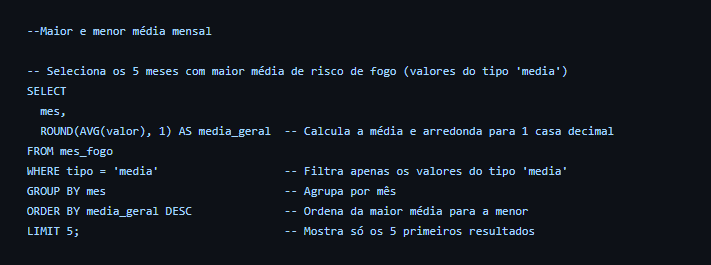 --Maior e menor média mensal
-- Seleciona os 5 meses com maior média de risco de fogo (valores do tipo 'media')
SELECT
mes,
ROUND(AVG(valor), 1) AS media_geral -- Calcula a média e arredonda para 1 casa decimal
FROM mes_fogo
WHERE tipo = 'media' -- Filtra apenas os valores do tipo 'media'
GROUP BY mes -- Agrupa por mês
ORDER BY media_geral DESC -- Ordena da maior média para a menor
LIMIT 5; -- Mostra só os 5 primeiros resultados